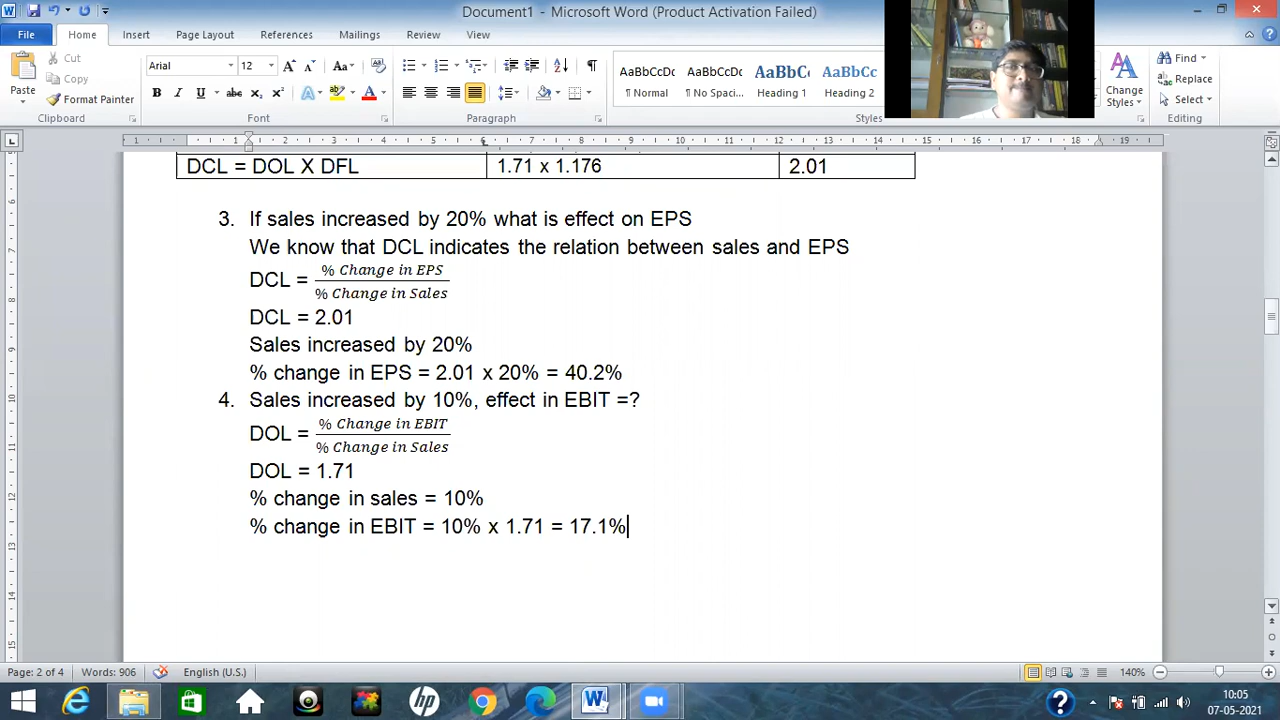 Document1 - Microsoft Word (Product Activation Failed)
File Home Insert Page Layout References Mailings Review View
Cut
Copy
Format Painter
Paste
Clipboard
Arial 12
Font
Paragraph
AaBbCcDc AaBbCcDc AaBbC AaBbCc
¶ Normal ¶ No Spaci... Heading 1 Heading 2
Styles
Change Styles
Find
Replace
Select
Editing
DCL = DOL X DFL 1.71 x 1.176 2.01
3. If sales increased by 20% what is effect on EPS
We know that DCL indicates the relation between sales and EPS
DCL = % Change in EPS / % Change in Sales
DCL = 2.01
Sales increased by 20%
% change in EPS = 2.01 x 20% = 40.2%
4. Sales increased by 10%, effect in EBIT =?
DOL = % Change in EBIT / % Change in Sales
DOL = 1.71
% change in sales = 10%
% change in EBIT = 10% x 1.71 = 17.1%
Page: 2 of 4 Words: 906 English (U.S.) 140%
10:05
07-05-2021